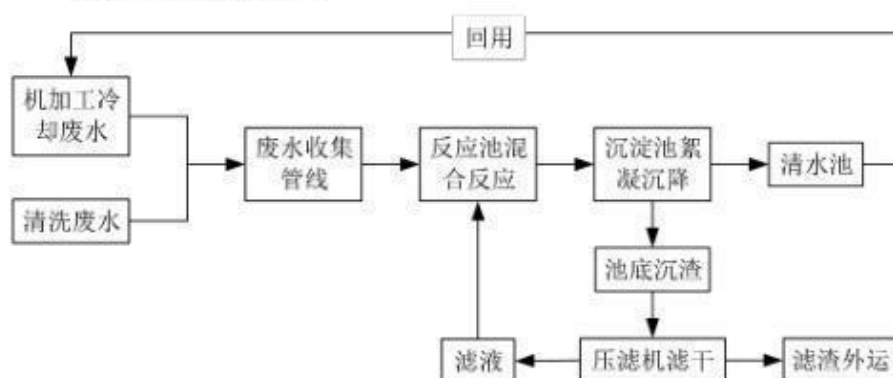 回用
机加工冷
却废水
废水收集
管线
反应池混
合反应
沉淀池絮
凝沉降
清水池
清洗废水
池底沉渣
滤液
压滤机滤干
滤渣外运